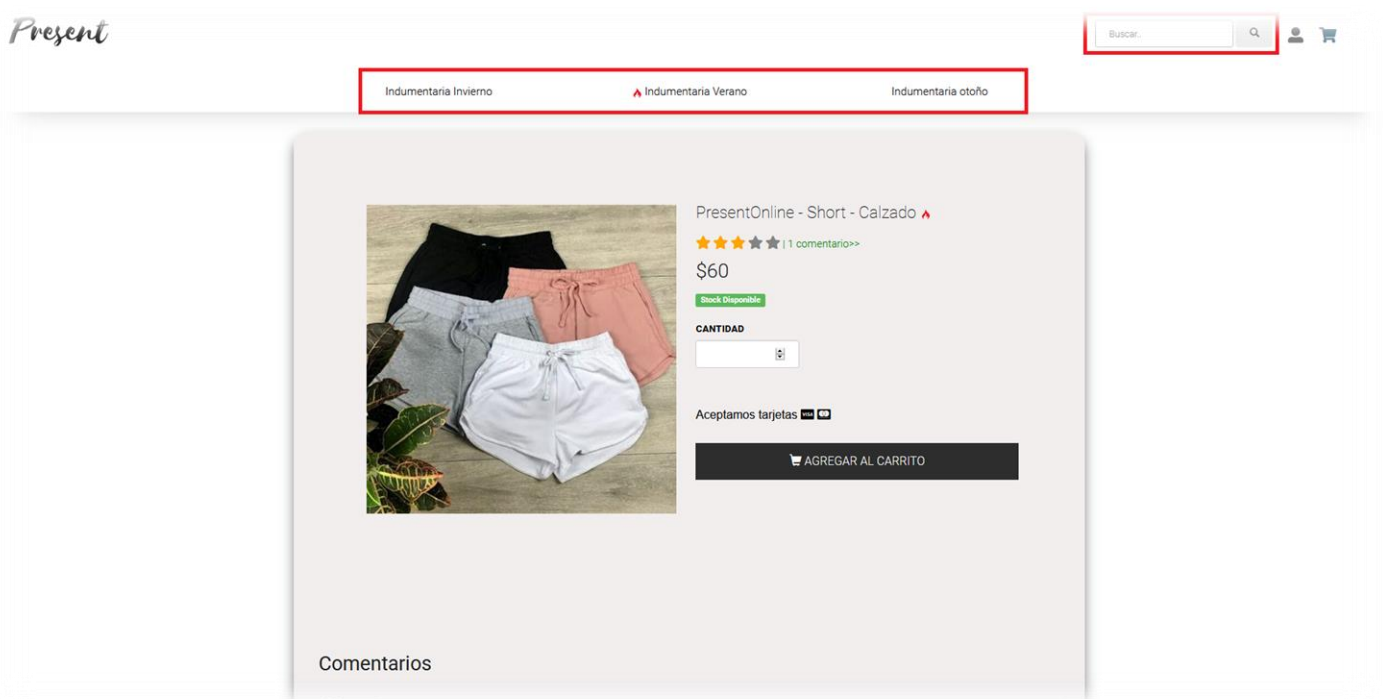 Present
Buscar..
Indumentaria Invierno
Indumentaria Verano
Indumentaria otoño
PresentOnline - Short - Calzado
| 1 comentario>>
$60
Stock Disponible
CANTIDAD
Aceptamos tarjetas VISA
AGREGAR AL CARRITO
Comentarios